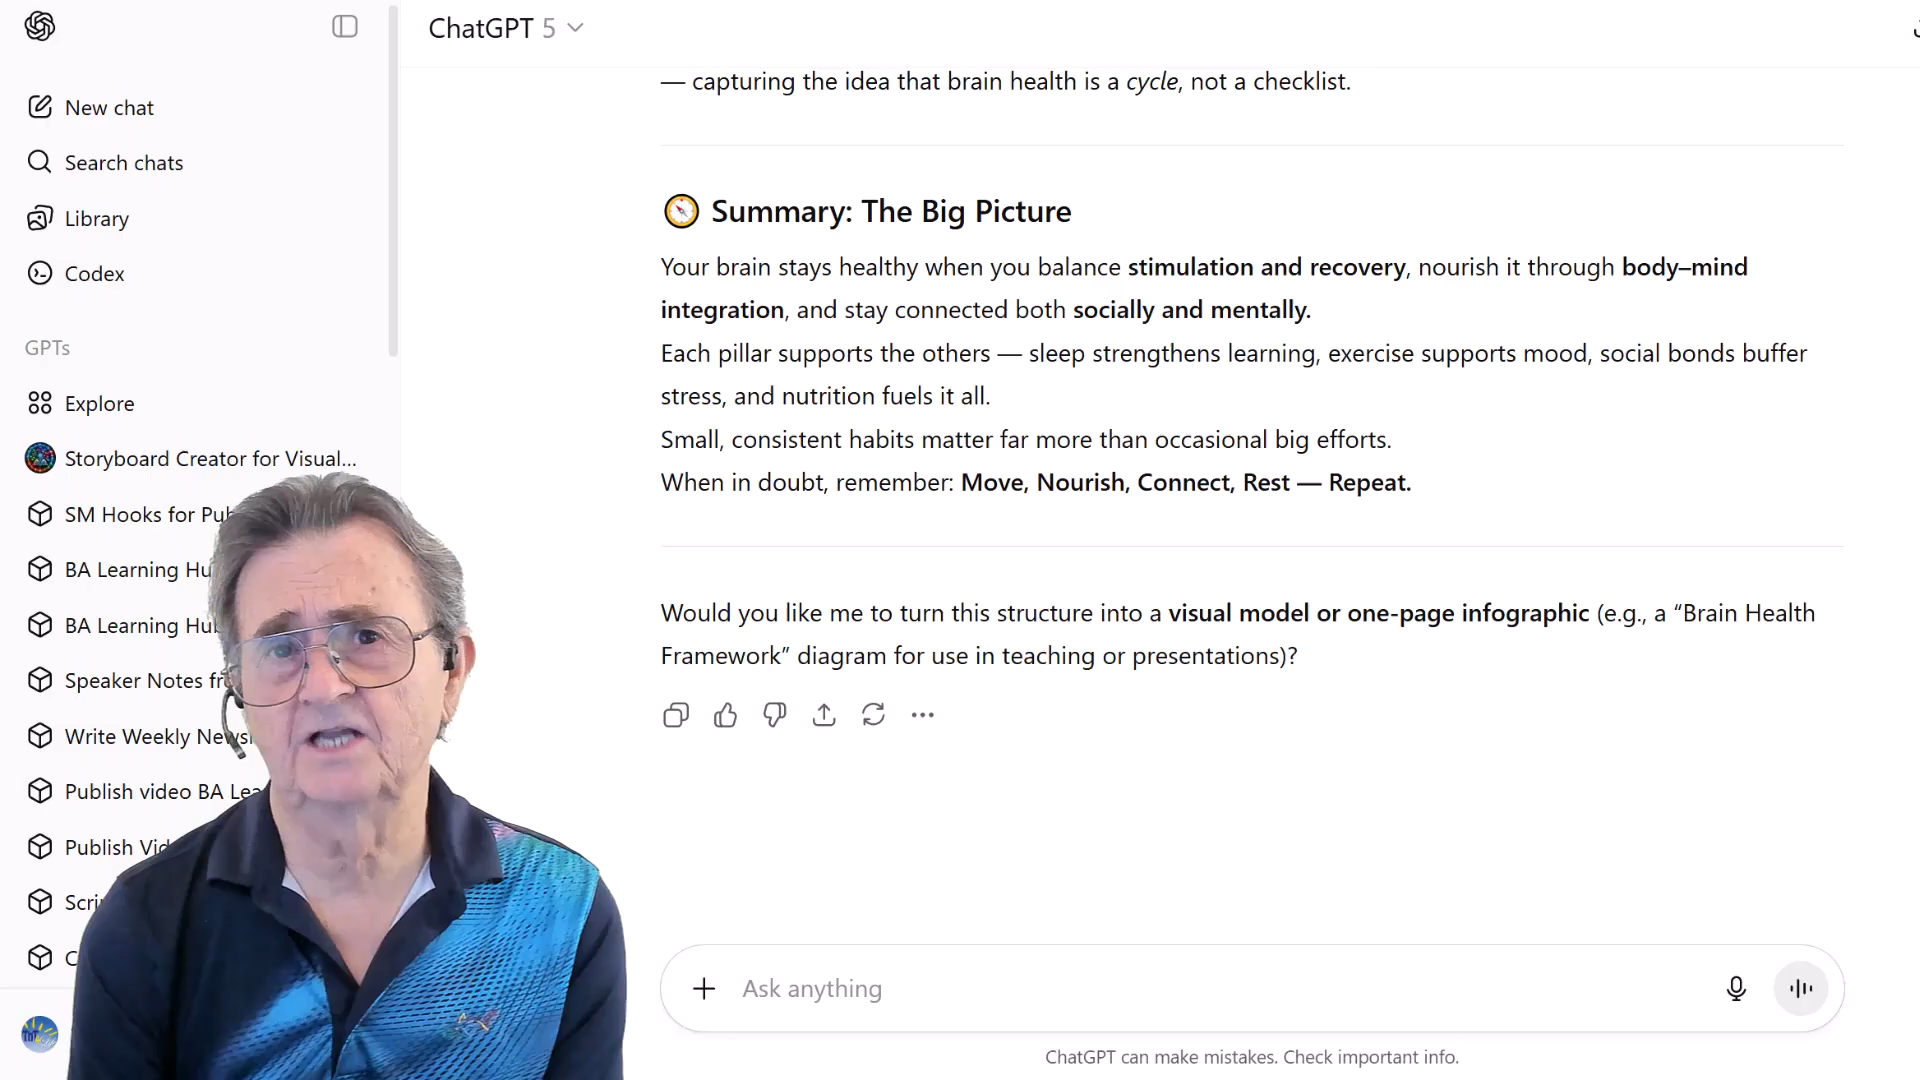 ChatGPT 5
New chat
Search chats
Library
Codex
GPTs
Explore
Storyboard Creator for Visual...
SM Hooks for
BA Learning
BA Learning
Speaker Notes
Write Weekly
Publish video BA
Publish
— capturing the idea that brain health is a cycle, not a checklist.
Summary: The Big Picture
Your brain stays healthy when you balance stimulation and recovery, nourish it through body–mind
integration, and stay connected both socially and mentally.
Each pillar supports the others — sleep strengthens learning, exercise supports mood, social bonds buffer
stress, and nutrition fuels it all.
Small, consistent habits matter far more than occasional big efforts.
When in doubt, remember: Move, Nourish, Connect, Rest — Repeat.
Would you like me to turn this structure into a visual model or one-page infographic (e.g., a “Brain Health
Framework” diagram for use in teaching or presentations)?
Ask anything
ChatGPT can make mistakes. Check important info.